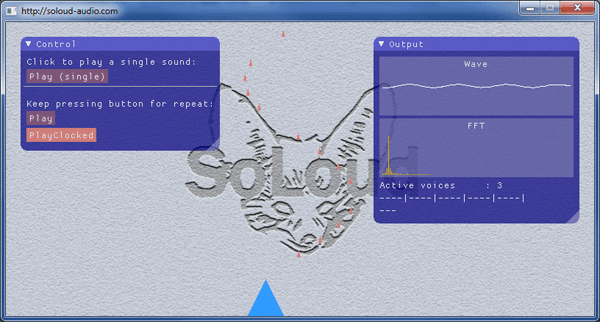 http://soloud-audio.com
Control
Click to play a single sound:
Play (single)
Keep pressing button for repeat:
Play
PlayClocked
Output
Wave
FFT
Active voices : 3
----|----|----|----|----|
---
SoLoud